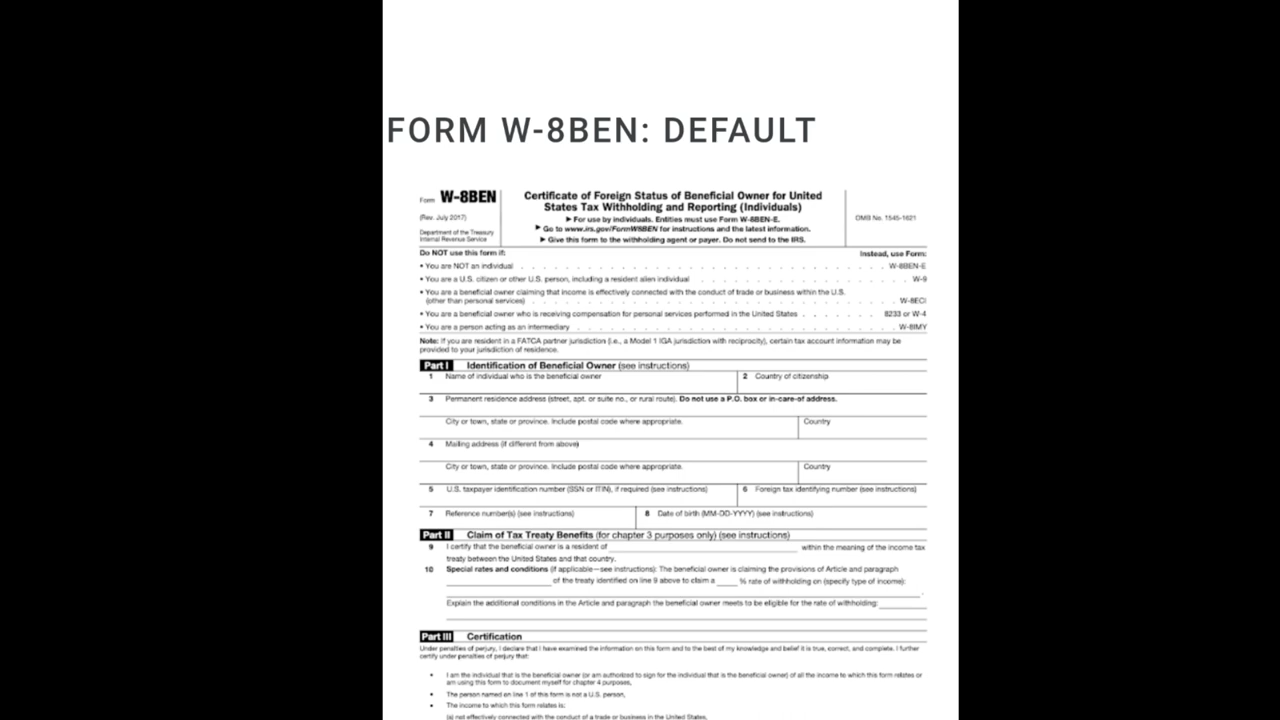 FORM W-8BEN: DEFAULT
Form W-8BEN
(Rev. July 2017)
Department of the Treasury
Internal Revenue Service
Certificate of Foreign Status of Beneficial Owner for United
States Tax Withholding and Reporting (Individuals)
▶ For use by individuals. Entities must use Form W-8BEN-E.
▶ Go to www.irs.gov/FormW8BEN for instructions and the latest information.
▶ Give this form to the withholding agent or payer. Do not send to the IRS.
OMB No. 1545-1621
Do NOT use this form if: Instead, use Form:
• You are NOT an individual . . . . . . . . . . . . . . . . . . . . . . . . W-8BEN-E
• You are a U.S. citizen or other U.S. person, including a resident alien individual . . . . . . . . . . . . . . W-9
• You are a beneficial owner claiming that income is effectively connected with the conduct of trade or business within the U.S.
(other than personal services) . . . . . . . . . . . . . . . . . . . . . . . . W-8ECI
• You are a beneficial owner who is receiving compensation for personal services performed in the United States . . . . . . . 8233 or W-4
• You are a person acting as an intermediary . . . . . . . . . . . . . . . . . . . . . W-8IMY
Note: If you are resident in a FATCA partner jurisdiction (i.e., a Model 1 IGA jurisdiction with reciprocity), certain tax account information may be
provided to your jurisdiction of residence.
Part I Identification of Beneficial Owner (see instructions)
1 Name of individual who is the beneficial owner
2 Country of citizenship
3 Permanent residence address (street, apt. or suite no., or rural route). Do not use a P.O. box or in-care-of address.
City or town, state or province. Include postal code where appropriate. Country
4 Mailing address (if different from above)
City or town, state or province. Include postal code where appropriate. Country
5 U.S. taxpayer identification number (SSN or ITIN), if required (see instructions)
6 Foreign tax identifying number (see instructions)
7 Reference number(s) (see instructions)
8 Date of birth (MM-DD-YYYY) (see instructions)
Part II Claim of Tax Treaty Benefits (for chapter 3 purposes only) (see instructions)
9 I certify that the beneficial owner is a resident of within the meaning of the income tax
treaty between the United States and that country.
10 Special rates and conditions (if applicable—see instructions): The beneficial owner is claiming the provisions of Article and paragraph
of the treaty identified on line 9 above to claim a % rate of withholding on (specify type of income):
.
Explain the additional conditions in the Article and paragraph the beneficial owner meets to be eligible for the rate of withholding:
Part III Certification
Under penalties of perjury, I declare that I have examined the information on this form and to the best of my knowledge and belief it is true, correct, and complete. I further
certify under penalties of perjury that:
• I am the individual that is the beneficial owner (or am authorized to sign for the individual that is the beneficial owner) of all the income to which this form relates or
am using this form to document myself for chapter 4 purposes,
• The person named on line 1 of this form is not a U.S. person,
• The income to which this form relates is:
(a) not effectively connected with the conduct of a trade or business in the United States,